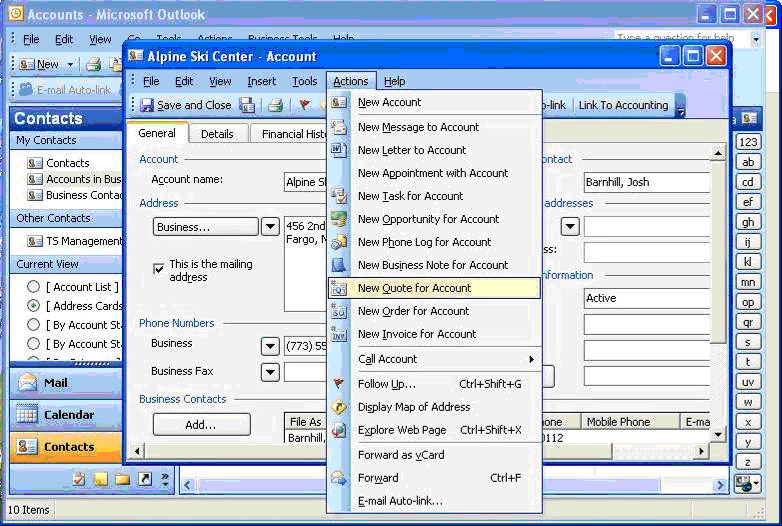 Accounts - Microsoft Outlook
File Edit View Go Tools Actions Business Tools Help
Type a question for help
New
E-mail Auto-link
Contacts
My Contacts
Contacts
Accounts in Bus
Business Contac
Other Contacts
TS Management
Current View
[ Account List ]
[ Address Cards
[ By Account Sta
[ By Account Sta
Mail
Calendar
Contacts
10 Items
Alpine Ski Center - Account
File Edit View Insert Tools Actions Help
Save and Close
o-link Link To Accounting
General Details Financial Histo
Account
Account name: Alpine Sk
Address
Business...
456 2nd
Fargo, N
This is the mailing
address
Phone Numbers
Business (773) 55
Business Fax
Business Contacts
Add...
File As
Barnhill,
New Account
New Message to Account
New Letter to Account
New Appointment with Account
New Task for Account
New Opportunity for Account
New Phone Log for Account
New Business Note for Account
New Quote for Account
New Order for Account
New Invoice for Account
Call Account
Follow Up... Ctrl+Shift+G
Display Map of Address
Explore Web Page Ctrl+Shift+X
Forward as vCard
Forward Ctrl+F
E-mail Auto-link...
ontact
Barnhill, Josh
addresses
ss:
nformation
Active
hone Mobile Phone E-ma
0112
123
ab
cd
ef
gh
ij
kl
mn
op
qr
s
t
uv
w
x
y
z